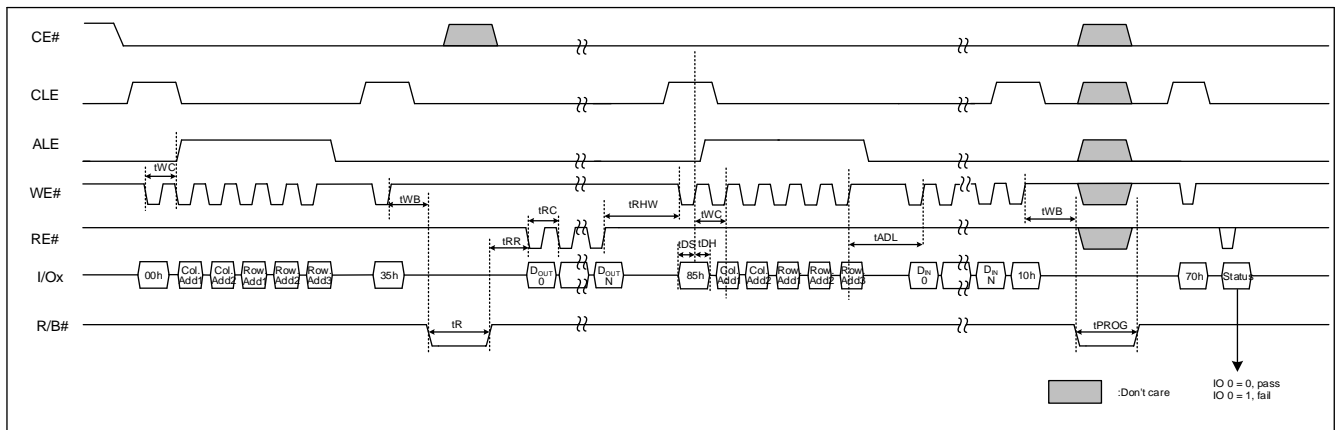 CE#
CLE
ALE
tWC
WE#
tWB
tRC
tRHW
tWC
tWB
RE#
tRR
tDS
tDH
tADL
I/Ox
00h
Col. Add1
Col. Add2
Row Add1
Row Add2
Row Add3
35h
DOUT 0
DOUT N
85h
Col. Add1
Col. Add2
Row Add1
Row Add2
Row Add3
DIN 0
DIN N
10h
70h
Status
R/B#
tR
tPROG
:Don't care
IO 0 = 0, pass
IO 0 = 1, fail